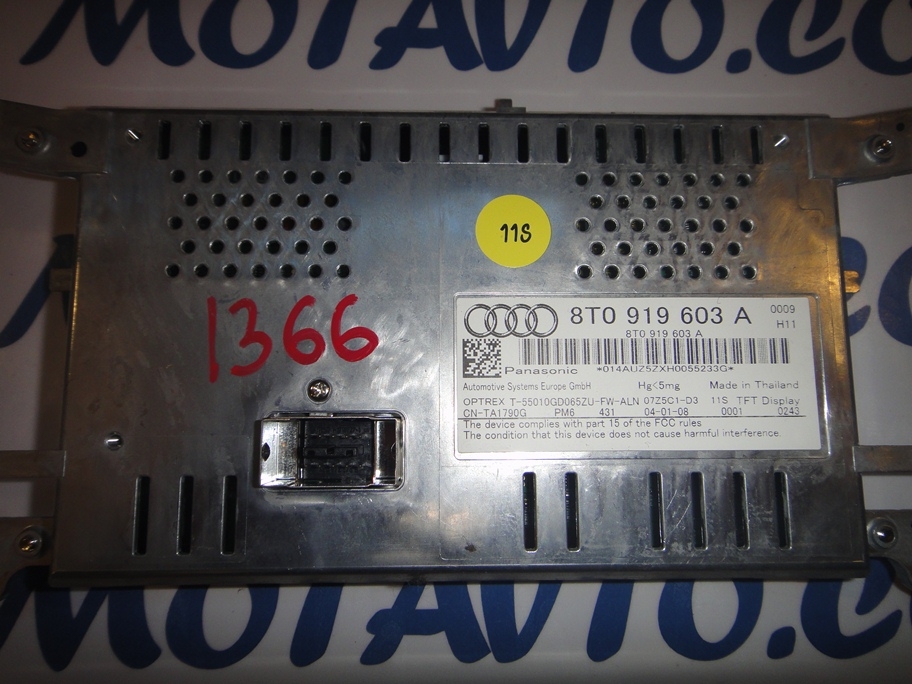 MOTAVTO.CO
11S
1366
8T0 919 603 A
0009
H11
8T0 919 603 A
Panasonic
*014AUZ5ZXH0055233G*
Automotive Systems Europe GmbH Hg<5mg Made in Thailand
OPTREX T-55010GD065ZU-FW-ALN 07Z5C1-D3 11S TFT Display
CN-TA1790G PM6 431 04-01-08 0001 0243
The device complies with part 15 of the FCC rules
The condition that this device does not cause harmful interference.
MOTAVTO.CO